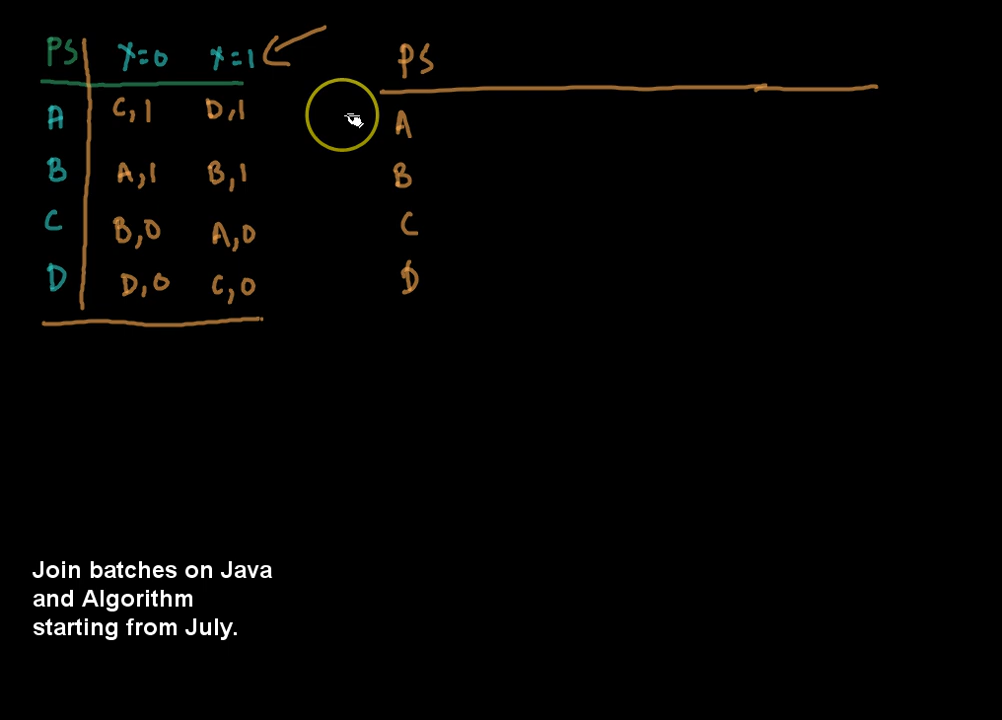 PS X=0 X=1
A C,1 D,1
B A,1 B,1
C B,0 A,0
D D,0 C,0
PS
A
B
C
D
Join batches on Java
and Algorithm
starting from July.